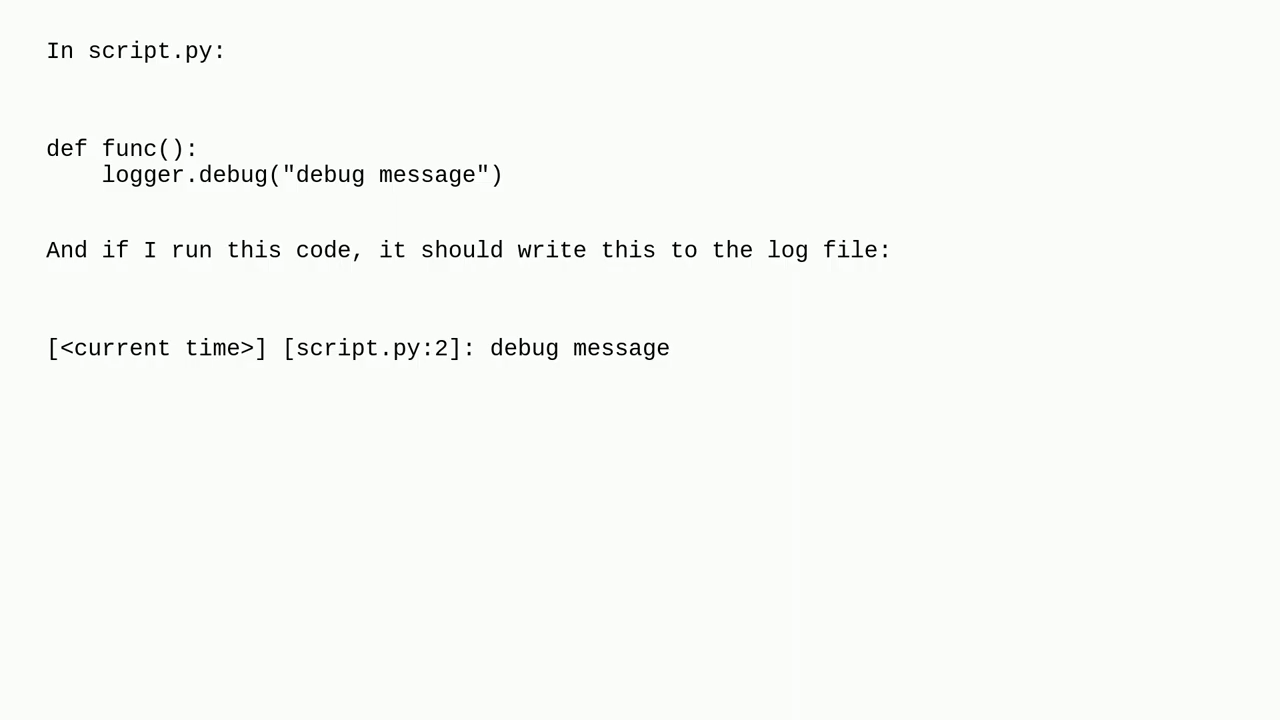 In script.py:
def func():
    logger.debug("debug message")
And if I run this code, it should write this to the log file:
[<current time>] [script.py:2]: debug message